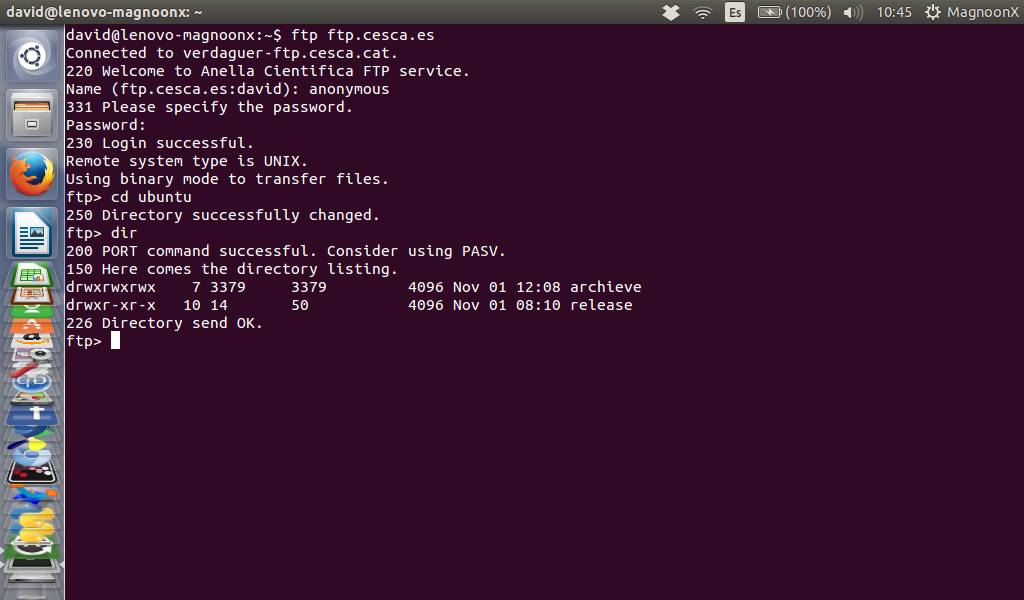 david@lenovo-magnoonx: ~ Es (100%) 10:45 MagnoonX
david@lenovo-magnoonx:~$ ftp ftp.cesca.es
Connected to verdaguer-ftp.cesca.cat.
220 Welcome to Anella Cientifica FTP service.
Name (ftp.cesca.es:david): anonymous
331 Please specify the password.
Password:
230 Login successful.
Remote system type is UNIX.
Using binary mode to transfer files.
ftp> cd ubuntu
250 Directory successfully changed.
ftp> dir
200 PORT command successful. Consider using PASV.
150 Here comes the directory listing.
drwxrwxrwx    7 3379     3379         4096 Nov 01 12:08 archieve
drwxr-xr-x   10 14       50           4096 Nov 01 08:10 release
226 Directory send OK.
ftp>